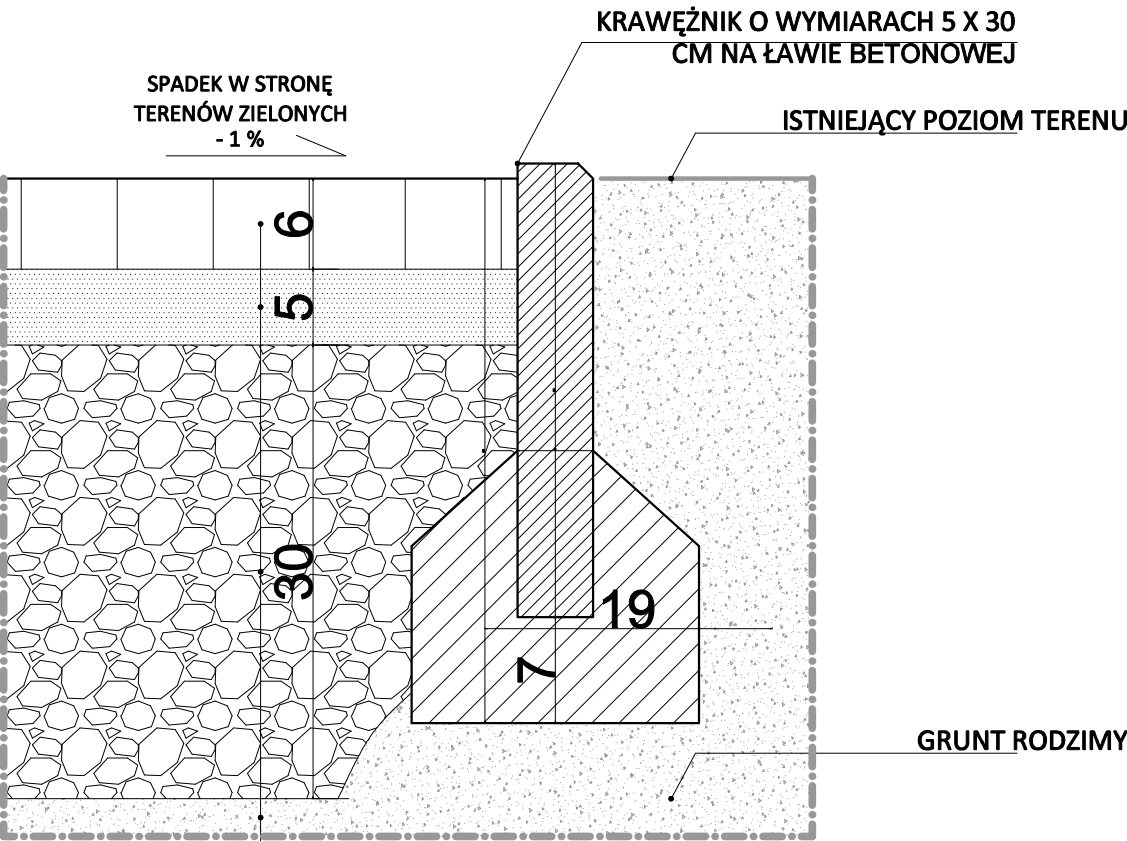 KRAWĘŻNIK O WYMIARACH 5 X 30
CM NA ŁAWIE BETONOWEJ
SPADEK W STRONĘ
TERENÓW ZIELONYCH
- 1 %
ISTNIEJĄCY POZIOM TERENU
6
5
30
19
7
GRUNT RODZIMY